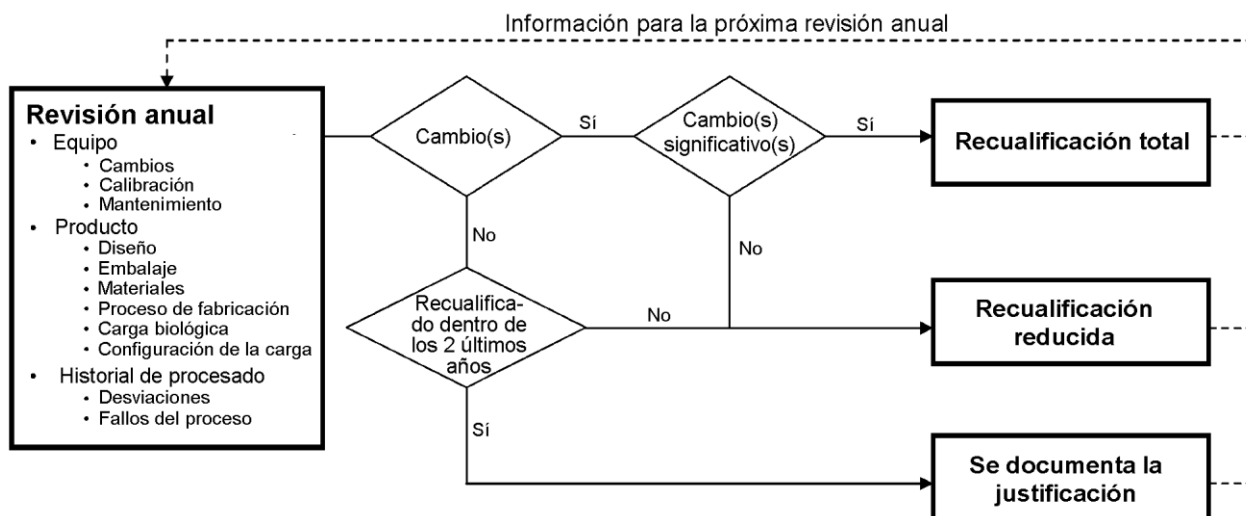 Información para la próxima revisión anual
Revisión anual
• Equipo
• Cambios
• Calibración
• Mantenimiento
• Producto
• Diseño
• Embalaje
• Materiales
• Proceso de fabricación
• Carga biológica
• Configuración de la carga
• Historial de procesado
• Desviaciones
• Fallos del proceso
Cambio(s)
Sí
Cambio(s)
significativo(s)
Sí
Recualificación total
No
No
Recualifica-
do dentro de
los 2 últimos
años
No
Recualificación
reducida
Sí
Se documenta la
justificación